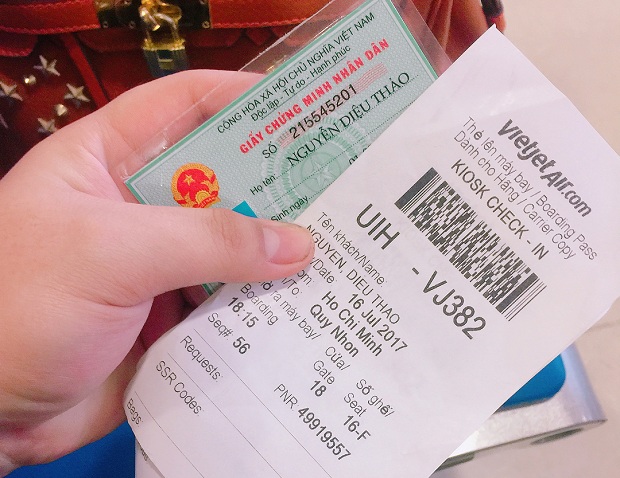 CỘNG HÒA XÃ HỘI CHỦ NGHĨA VIỆT NAM
Độc lập - Tự do - Hạnh phúc
GIẤY CHỨNG MINH NHÂN DÂN
SỐ 215545201
Họ tên NGUYỄN DIỆU THẢO
Sinh ngày
vietjetAir.com
Thẻ lên máy bay / Boarding Pass
Dành cho Hãng / Carrier Copy
KIOSK CHECK - IN
UIH - VJ382
Tên khách/Name:
NGUYEN, DIEU THAO
/Date: 16 Jul 2017
Ho Chi Minh
/To: Quy Nhon
máy bay/ Cửa/ Số ghế/
Boarding Gate Seat
18:15 18 16-F
Seq# 56 PNR 49919557
Requests:
SSR Codes:
Bags: